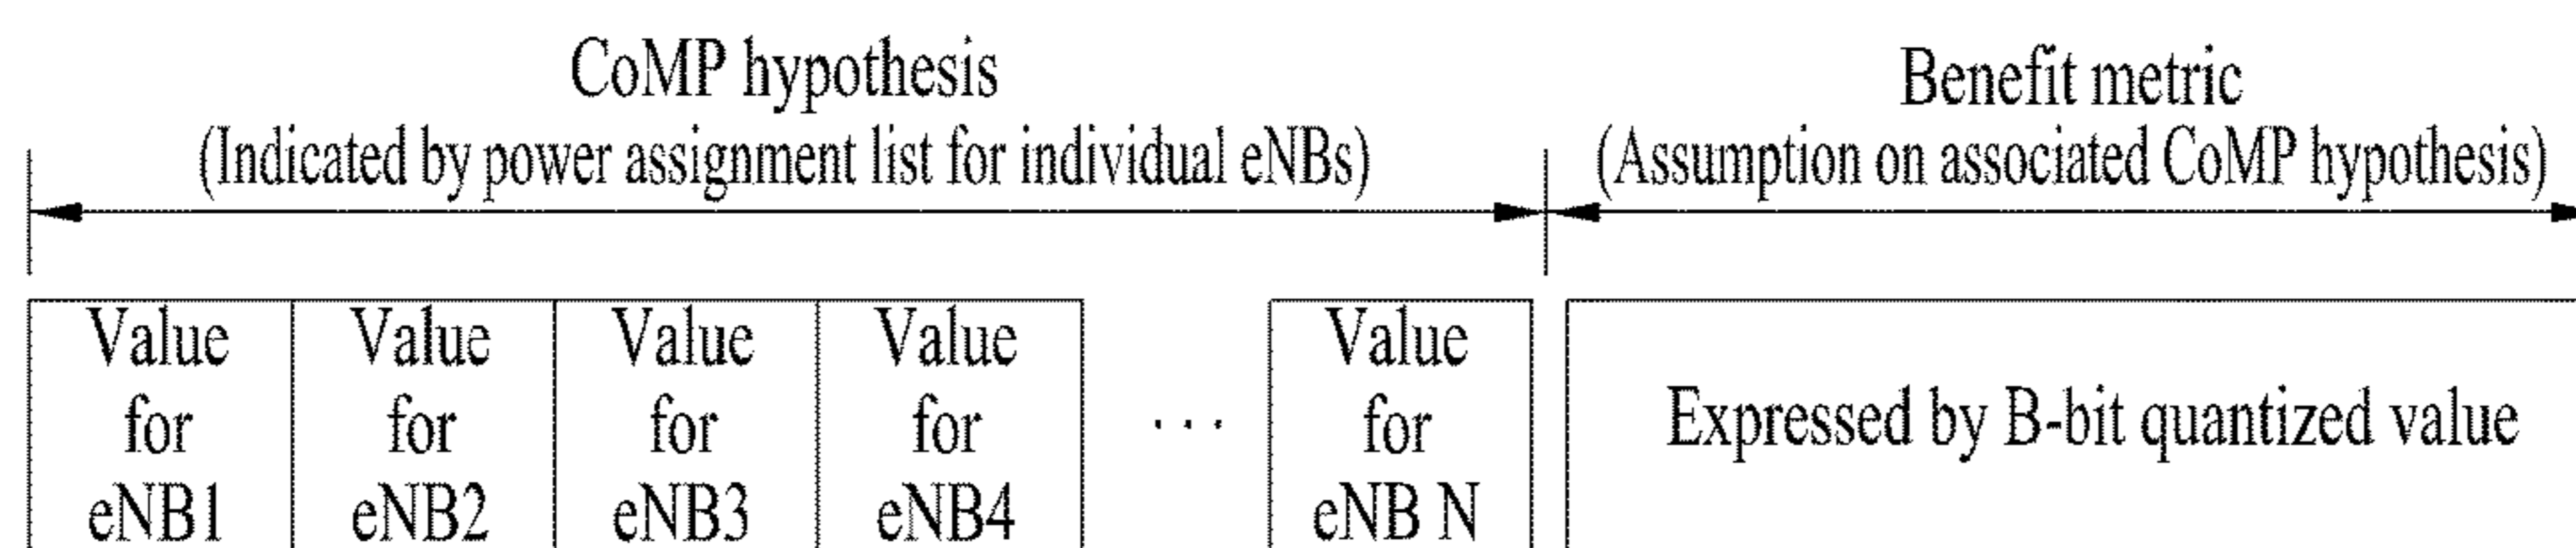 CoMP hypothesis
(Indicated by power assignment list for individual eNBs)
Benefit metric
(Assumption on associated CoMP hypothesis)
Value
for
eNB1
Value
for
eNB2
Value
for
eNB3
Value
for
eNB4
...
Value
for
eNB N
Expressed by B-bit quantized value